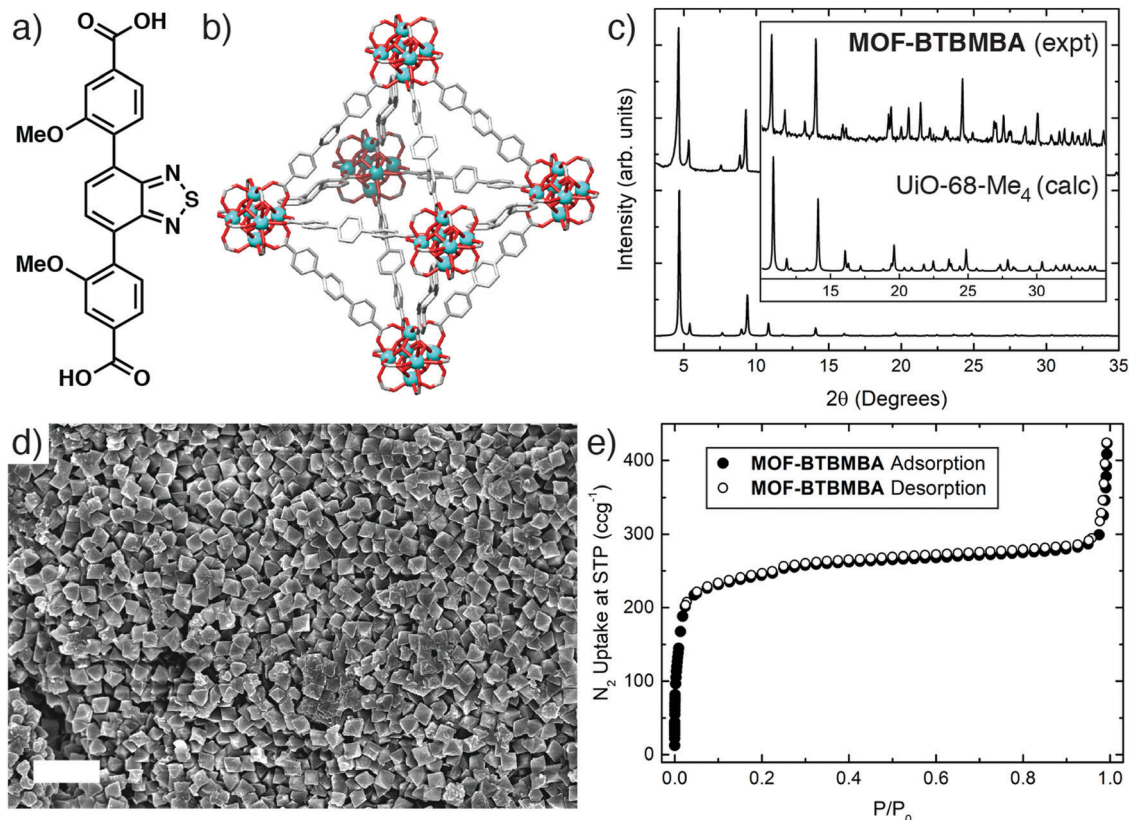 a)
O
OH
MeO
N
S
N
MeO
HO
O
b)
c)
MOF-BTBMBA (expt)
UiO-68-Me4 (calc)
Intensity (arb. units)
10 15 20 25 30
5 10 15 20 25 30 35
2θ (Degrees)
d)
e)
N2 Uptake at STP (ccg-1)
400
300
200
100
0
MOF-BTBMBA Adsorption
MOF-BTBMBA Desorption
0.0 0.2 0.4 0.6 0.8 1.0
P/P0